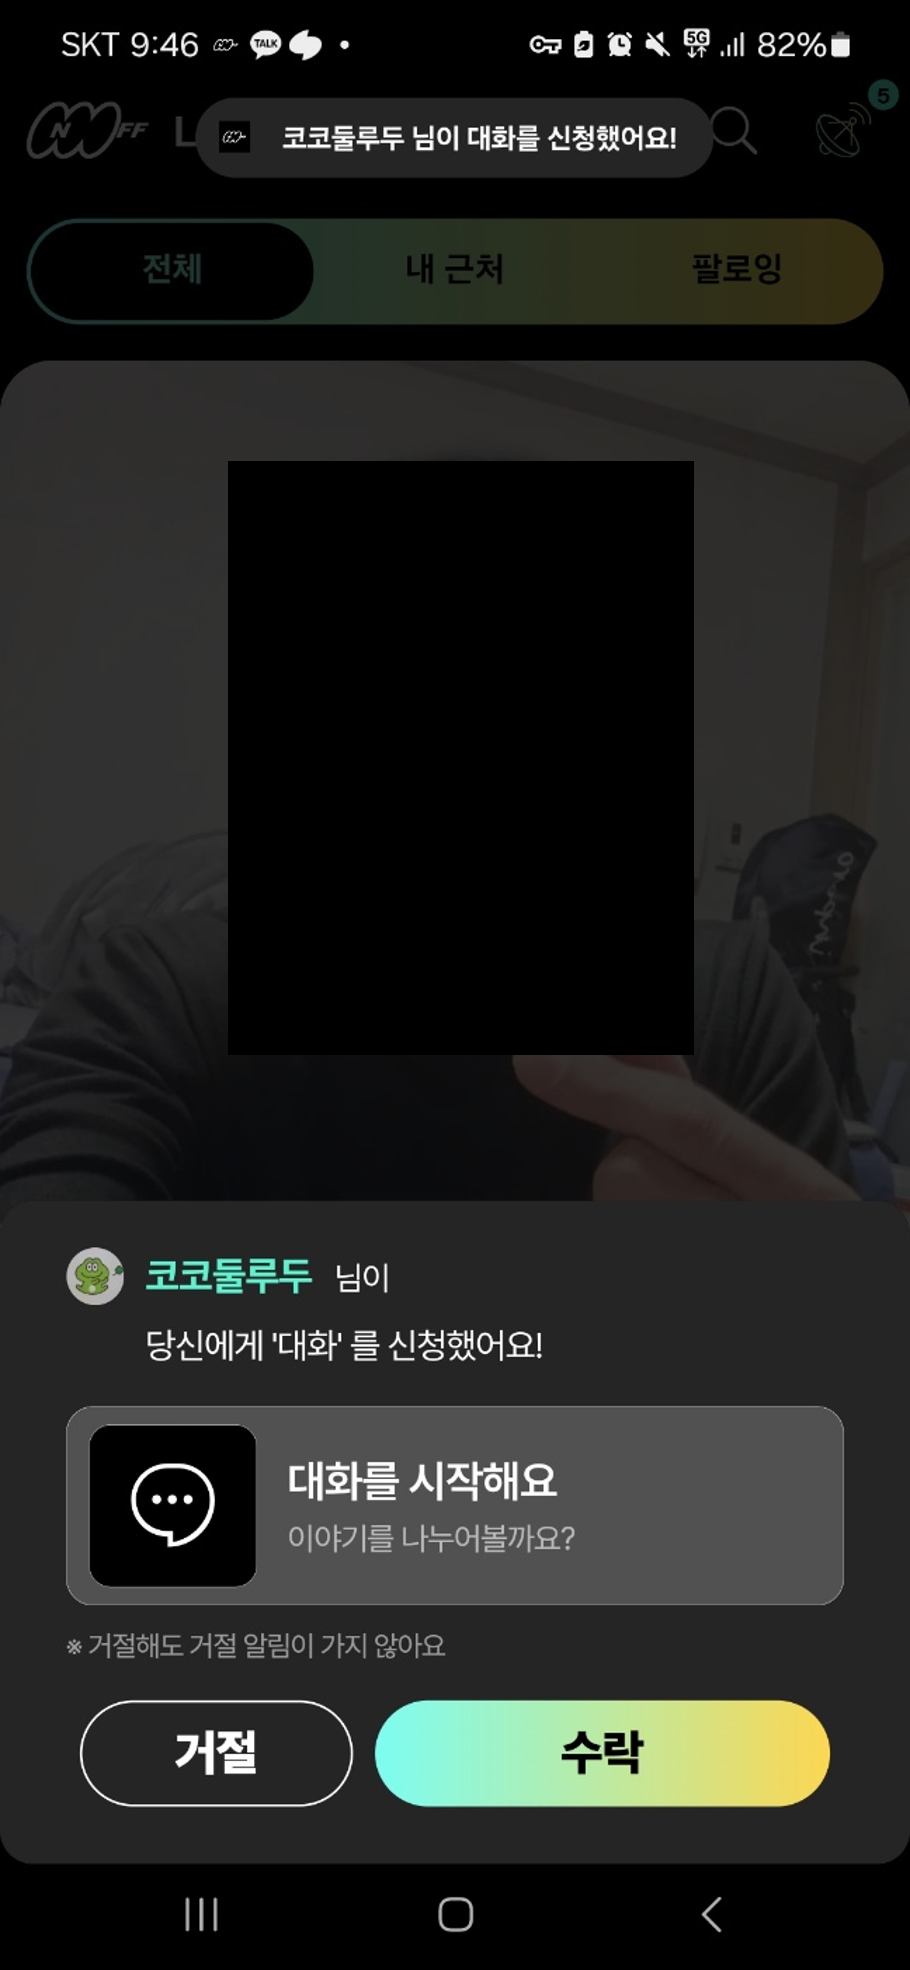 SKT 9:46 TALK 5G 82%
5
NOOFF L
코코둘루두 님이 대화를 신청했어요!
전체 내 근처 팔로잉
코코둘루두 님이
당신에게 '대화' 를 신청했어요!
대화를 시작해요
이야기를 나누어볼까요?
※ 거절해도 거절 알림이 가지 않아요
거절 수락